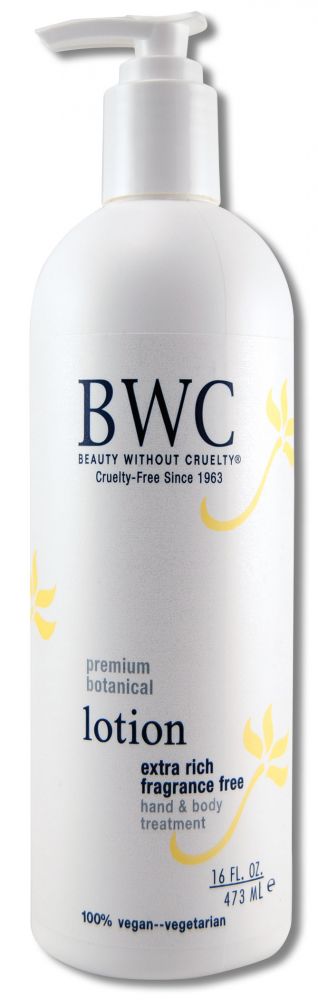 BWC
BEAUTY WITHOUT CRUELTY®
Cruelty-Free Since 1963
premium
botanical
lotion
extra rich
fragrance free
hand & body
treatment
16 FL. OZ.
473 ML e
100% vegan--vegetarian